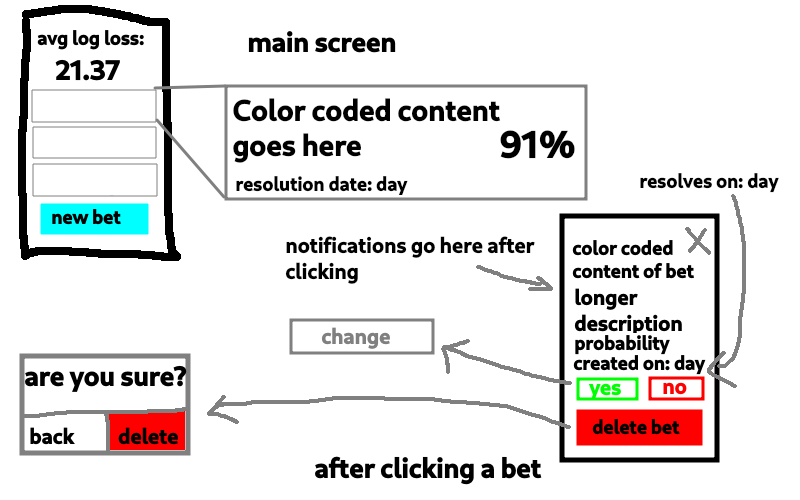 avg log loss:
21.37
new bet
main screen
Color coded content
goes here
91%
resolution date: day
resolves on: day
notifications go here after
clicking
color coded
X
content of bet
longer
description
probability
created on: day
yes
no
delete bet
change
are you sure?
back
delete
after clicking a bet